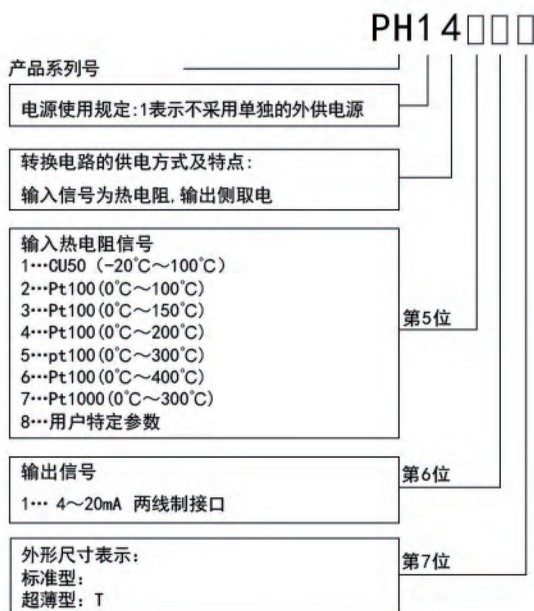 PH14□□□
产品系列号
电源使用规定:1表示不采用单独的外供电源
转换电路的供电方式及特点:
输入信号为热电阻,输出侧取电
输入热电阻信号
1…CU50 (-20℃～100℃)
2…Pt100(0℃～100℃)
3…Pt100(0℃～150℃)
4…Pt100(0℃～200℃)
5…pt100(0℃～300℃)
6…Pt100(0℃～400℃)
7…Pt1000(0℃～300℃)
8…用户特定参数
第5位
输出信号
1… 4～20mA 两线制接口
第6位
外形尺寸表示:
标准型:
超薄型: T
第7位